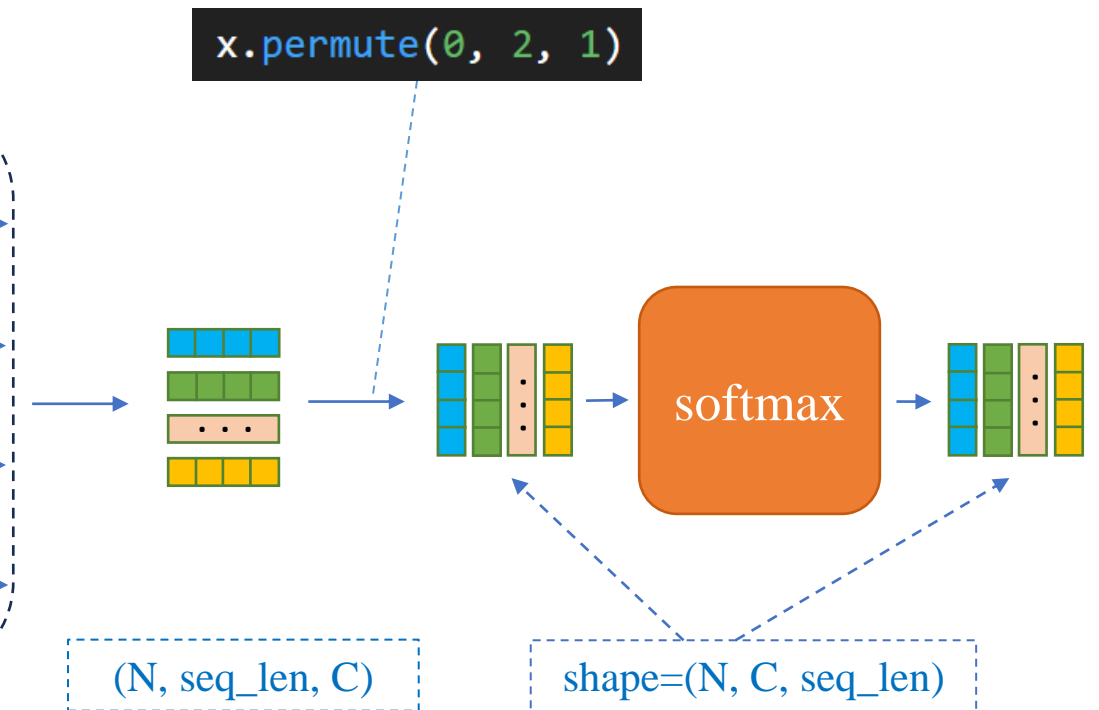 x.permute(0, 2, 1)
softmax
(N, seq_len, C)
shape=(N, C, seq_len)